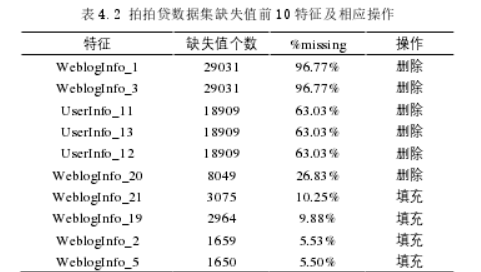 表4.2 拍拍贷数据集缺失值前10特征及相应操作
特征 缺失值个数 %missing 操作
WeblogInfo_1 29031 96.77% 删除
WeblogInfo_3 29031 96.77% 删除
UserInfo_11 18909 63.03% 删除
UserInfo_13 18909 63.03% 删除
UserInfo_12 18909 63.03% 删除
WeblogInfo_20 8049 26.83% 删除
WeblogInfo_21 3075 10.25% 填充
WeblogInfo_19 2964 9.88% 填充
WeblogInfo_2 1659 5.53% 填充
WeblogInfo_5 1650 5.50% 填充